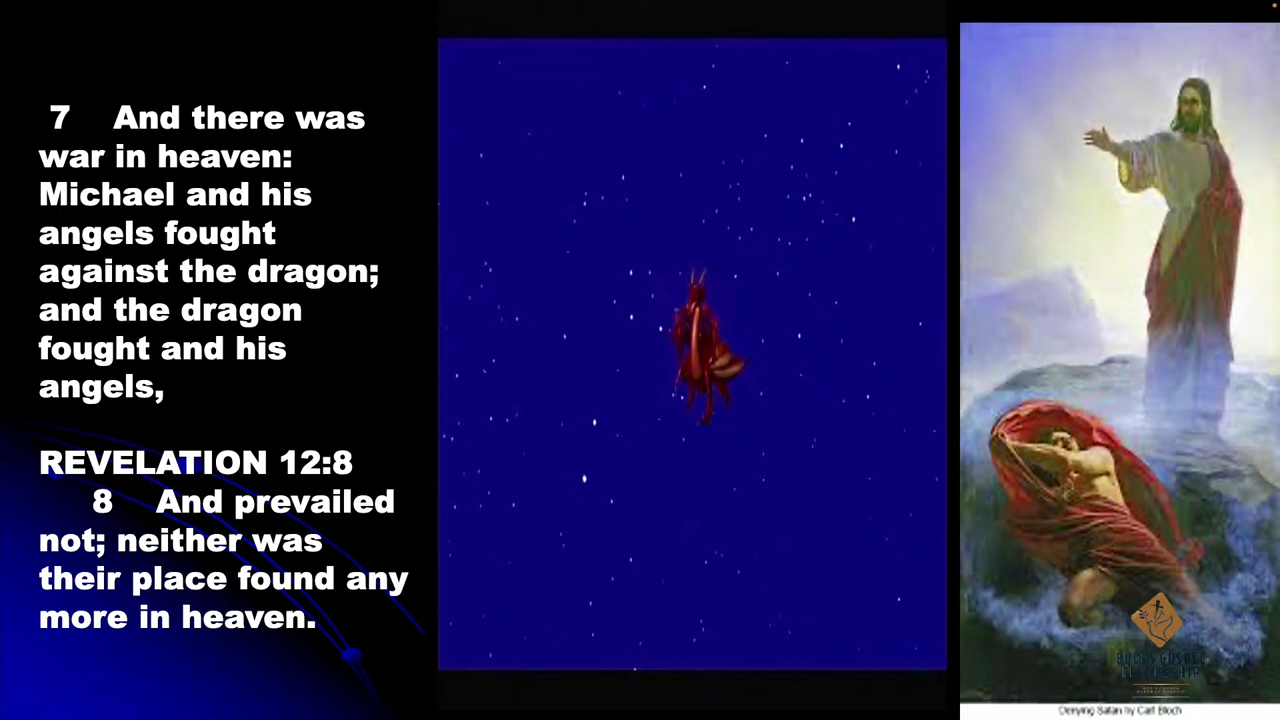 7 And there was
war in heaven:
Michael and his
angels fought
against the dragon;
and the dragon
fought and his
angels,
REVELATION 12:8
8 And prevailed
not; neither was
their place found any
more in heaven.
Denying Satan by Carl Bloch